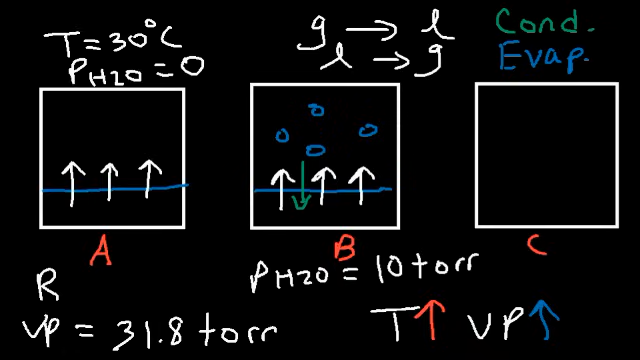 T = 30°C
PH2O = 0
g → l
l → g
Cond.
Evap.
A
B
C
PH2O = 10 torr
R
VP = 31.8 torr
T↑ VP↑